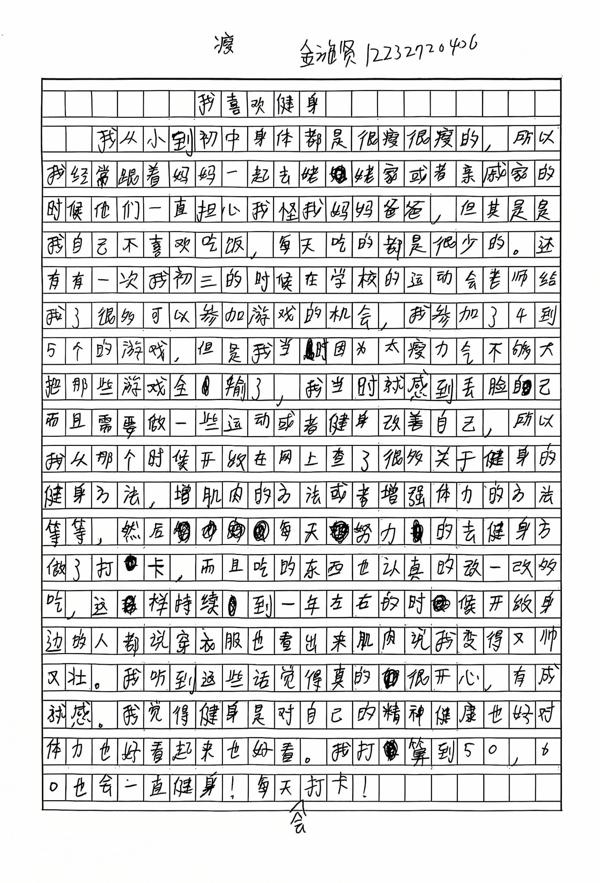 瘦 金海贤 12232720406
我喜欢健身
我从小到初中身体都是很瘦很瘦的，所以
我经常跟着妈妈一起去姥姥家或者亲戚家的
时候他们一直担心我怪我妈妈爸爸，但其是是
我自己不喜欢吃饭，每天吃的都是很少的。还
有有一次我初三的时候在学校的运动会老师给
我了很多可以参加游戏的机会，我参加了4到
5个的游戏，但是我当时因为太瘦力气不够大
把那些游戏全输了，我当时就感到丢脸自己
而且需要做一些运动或者健身改善自己，所以
我从那个时候开始在网上查了很多关于健身的
健身方法，增肌肉的方法或者增强体力的方法
等等，然后每天努力的去健身房
做了打卡，而且吃的东西也认真的改一改多
吃，这样持续到一年左右的时候开始身
边的人都说穿衣服也看出来肌肉说我变得又帅
又壮。我听到这些话觉得真的很开心，有成
就感。我觉得健身是对自己的精神健康也好对
体力也好看起来也好看。我打算到50，6
0也会一直健身！每天打卡！
会